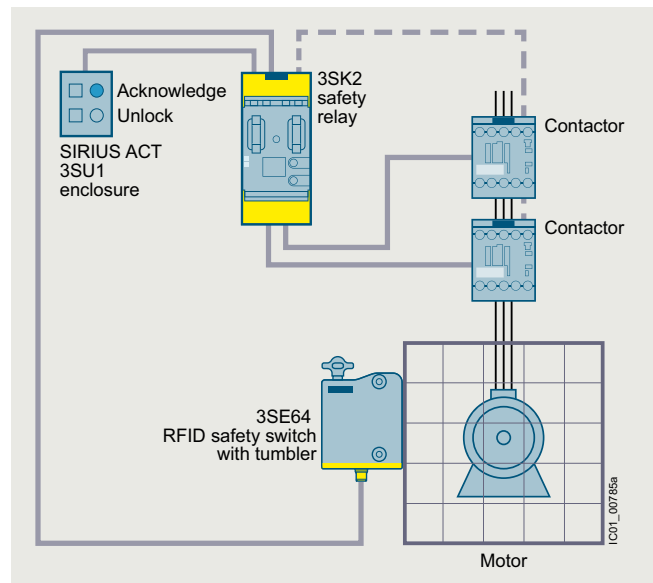 Acknowledge
Unlock
SIRIUS ACT
3SU1
enclosure
3SK2
safety
relay
Contactor
Contactor
3SE64
RFID safety switch
with tumbler
Motor
IC01_00785a